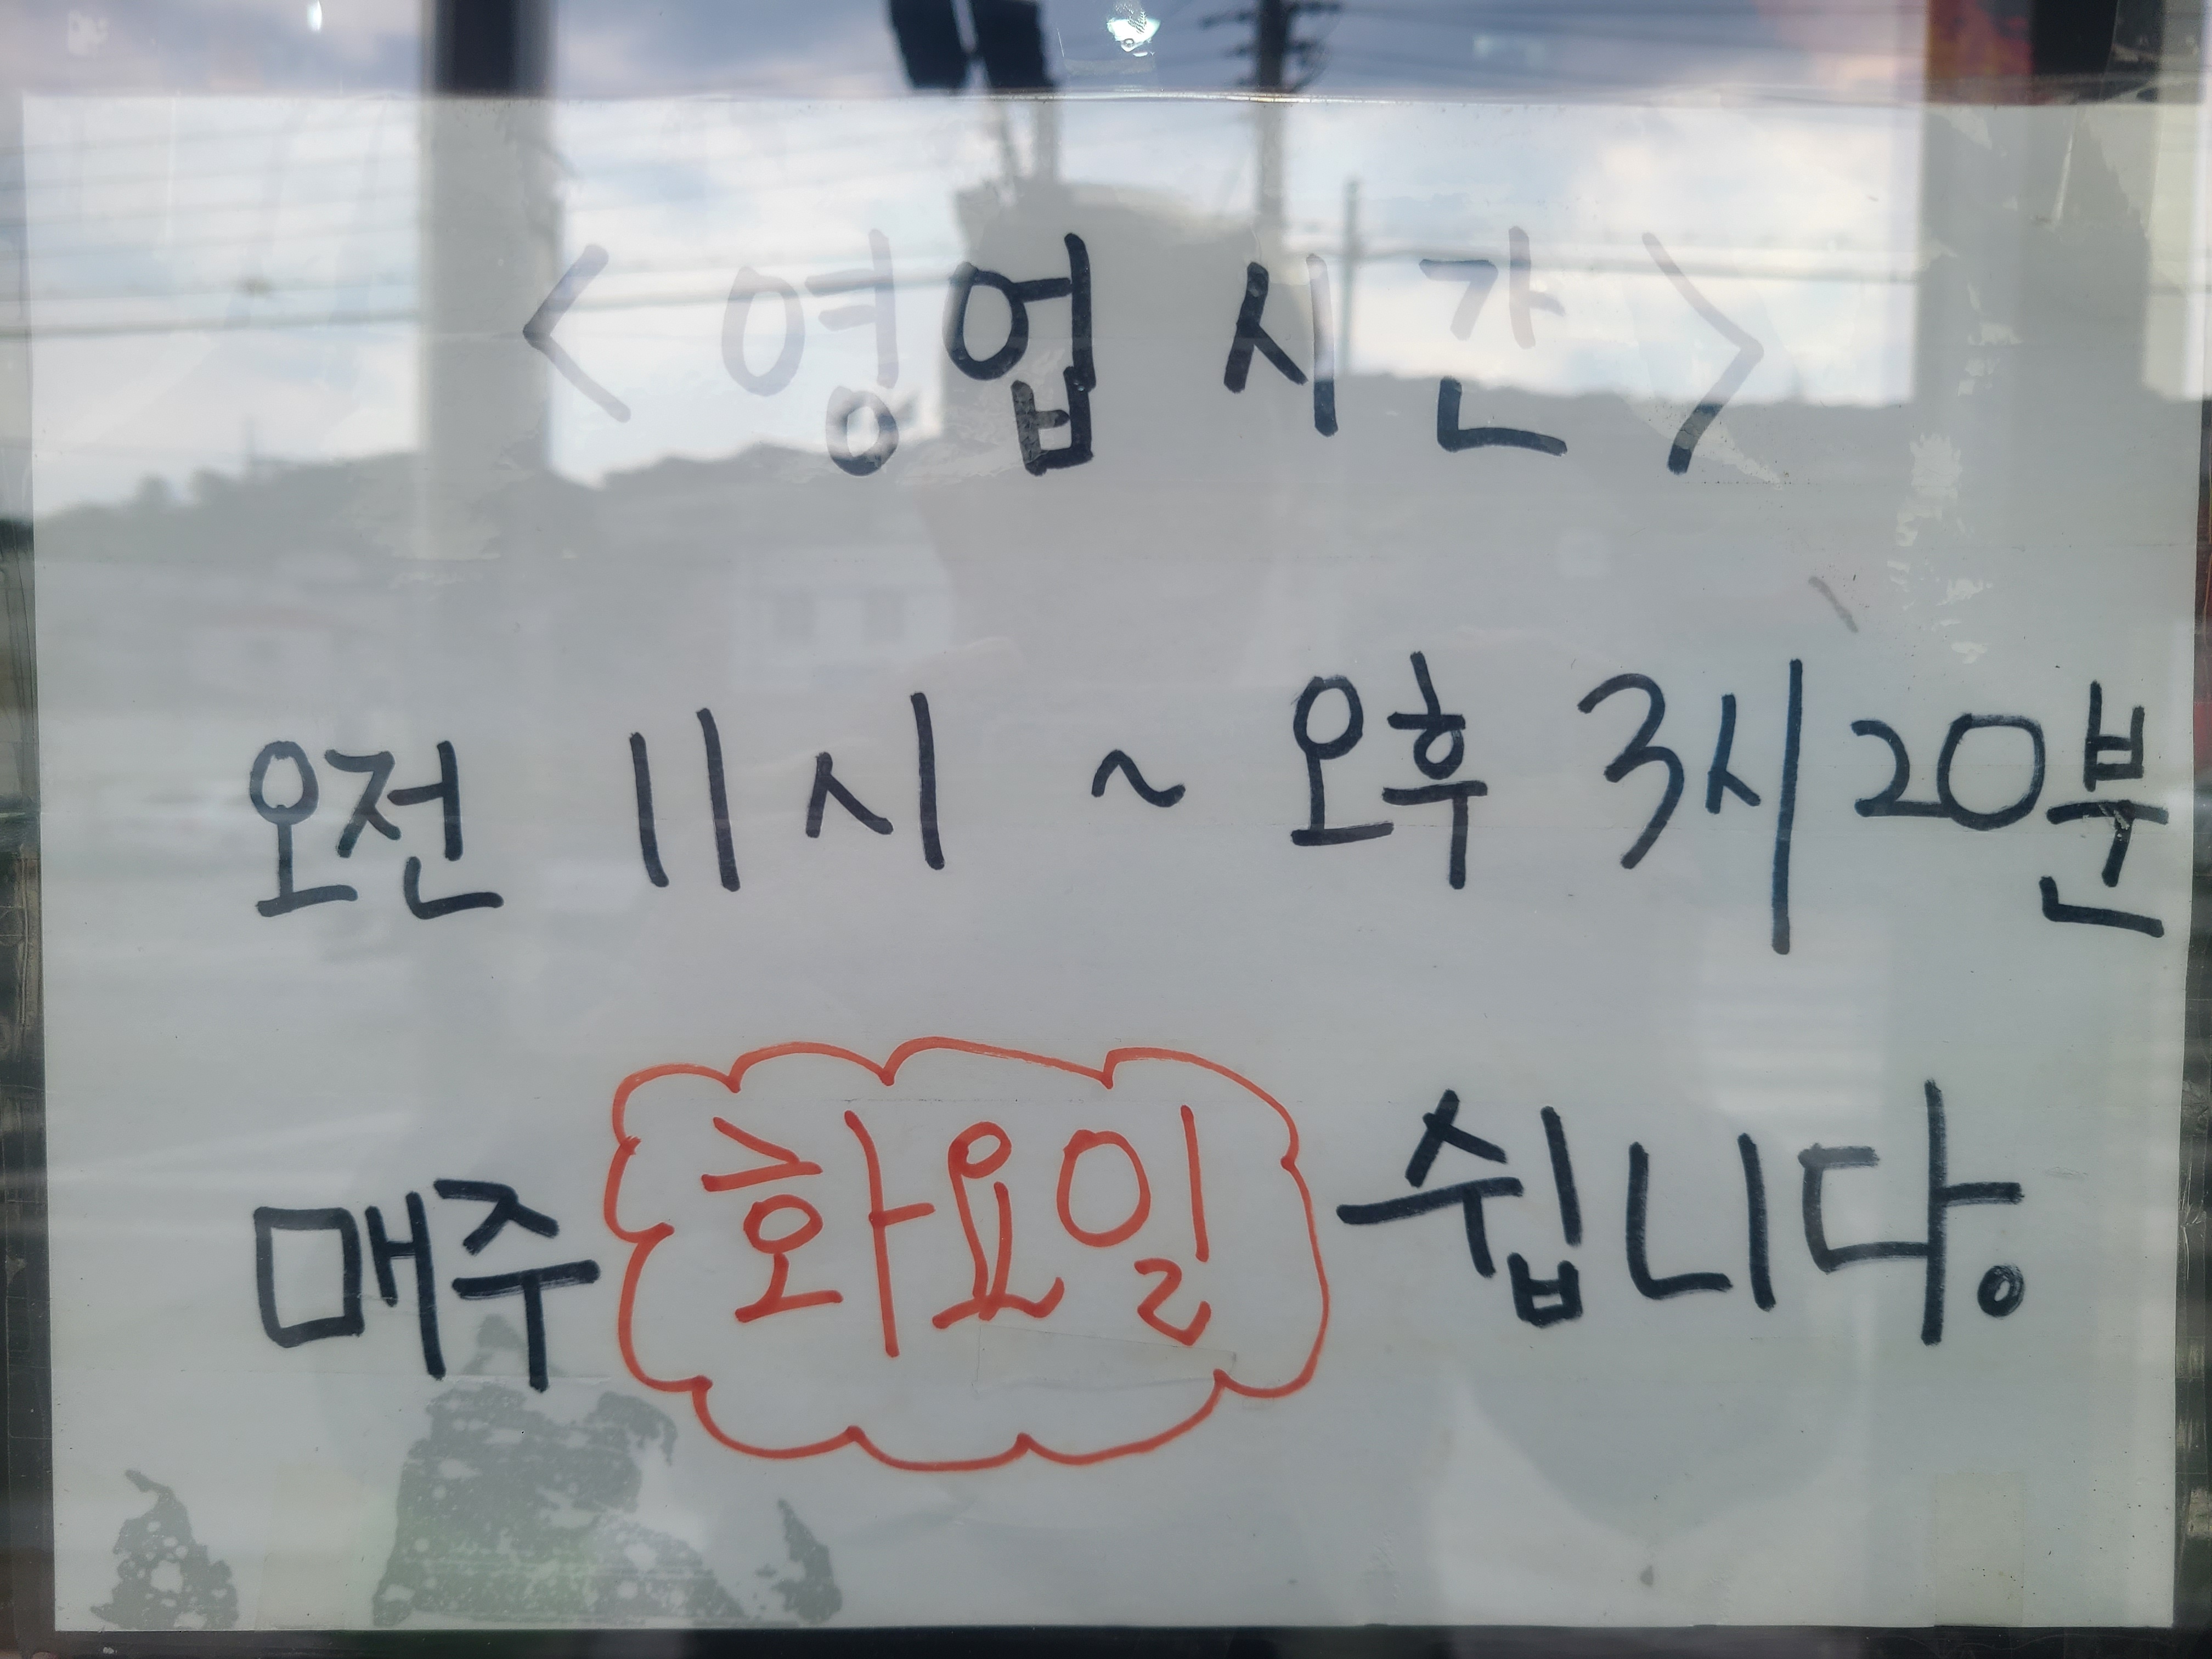 <영업 시간>
오전 11시 ~ 오후 3시 20분
매주 화요일 쉽니다.